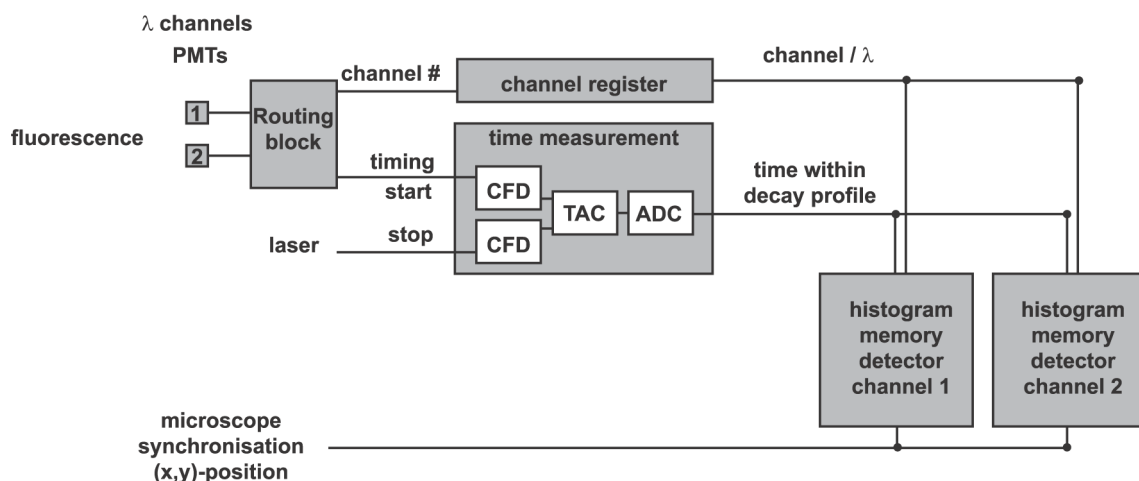 λ channels
PMTs
fluorescence
1
2
Routing
block
channel #
timing
start
laser
stop
channel register
time measurement
CFD
CFD
TAC
ADC
channel / λ
time within
decay profile
histogram
memory
detector
channel 1
histogram
memory
detector
channel 2
microscope
synchronisation
(x,y)-position